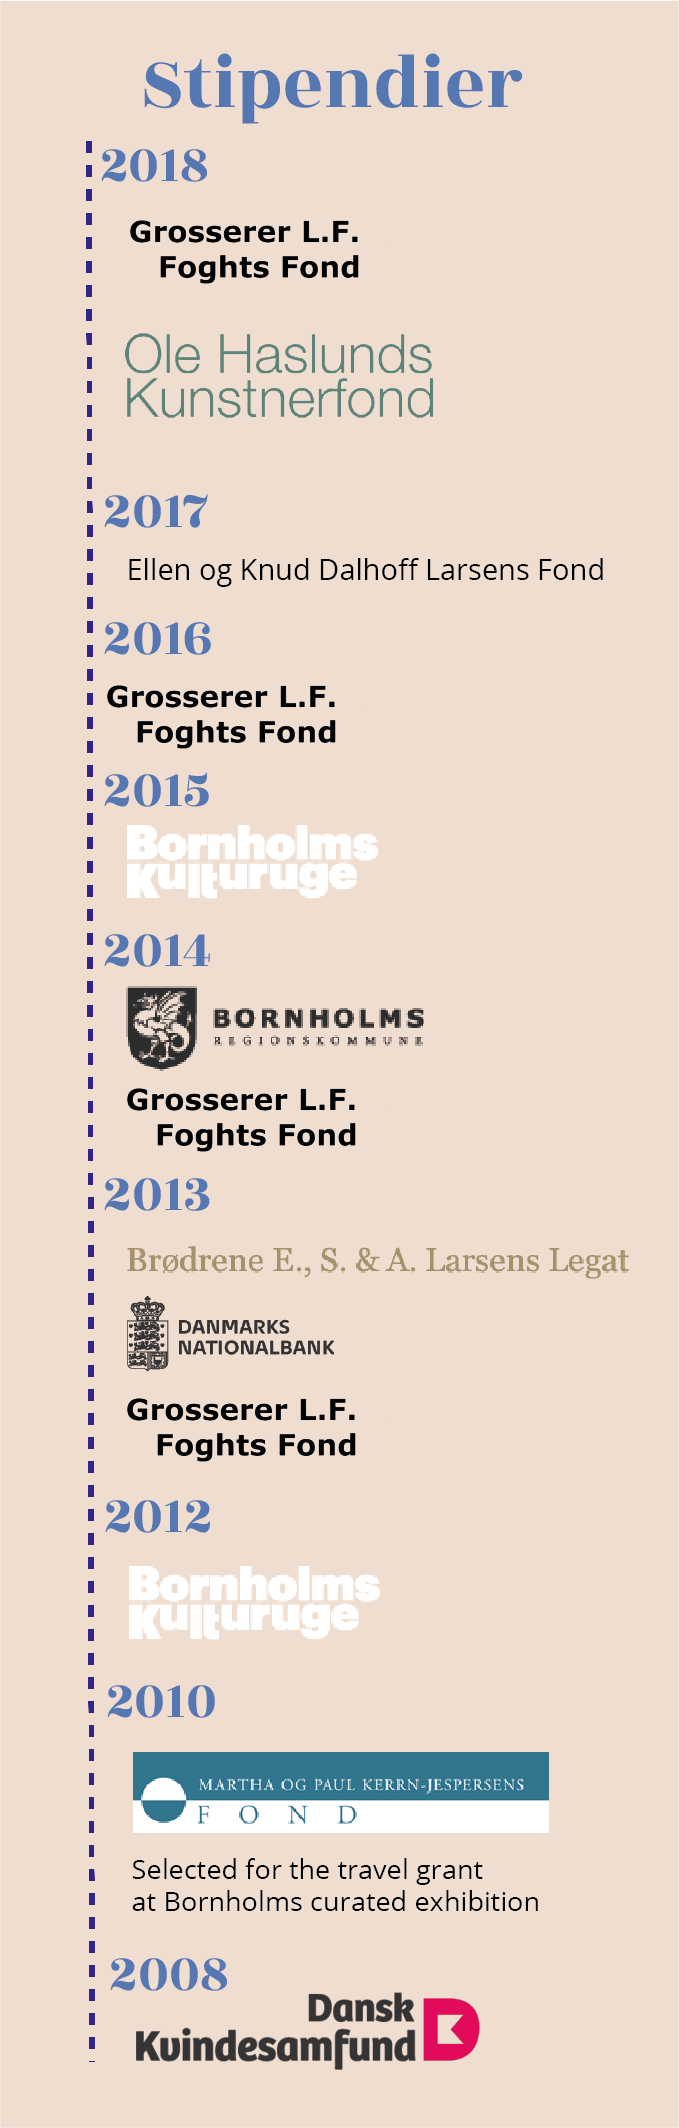 Stipendier
2018
Grosserer L.F.
Foghts Fond
Ole Haslunds
Kunstnerfond
2017
Ellen og Knud Dalhoff Larsens Fond
2016
Grosserer L.F.
Foghts Fond
2015
Bornholms
Kulturuge
2014
BORNHOLMS
REGIONSKOMMUNE
Grosserer L.F.
Foghts Fond
2013
Brødrene E., S. & A. Larsens Legat
DANMARKS
NATIONALBANK
Grosserer L.F.
Foghts Fond
2012
Bornholms
Kulturuge
2010
MARTHA OG PAUL KERRN-JESPERSENS
FOND
Selected for the travel grant
at Bornholms curated exhibition
2008
Dansk
Kvindesamfund